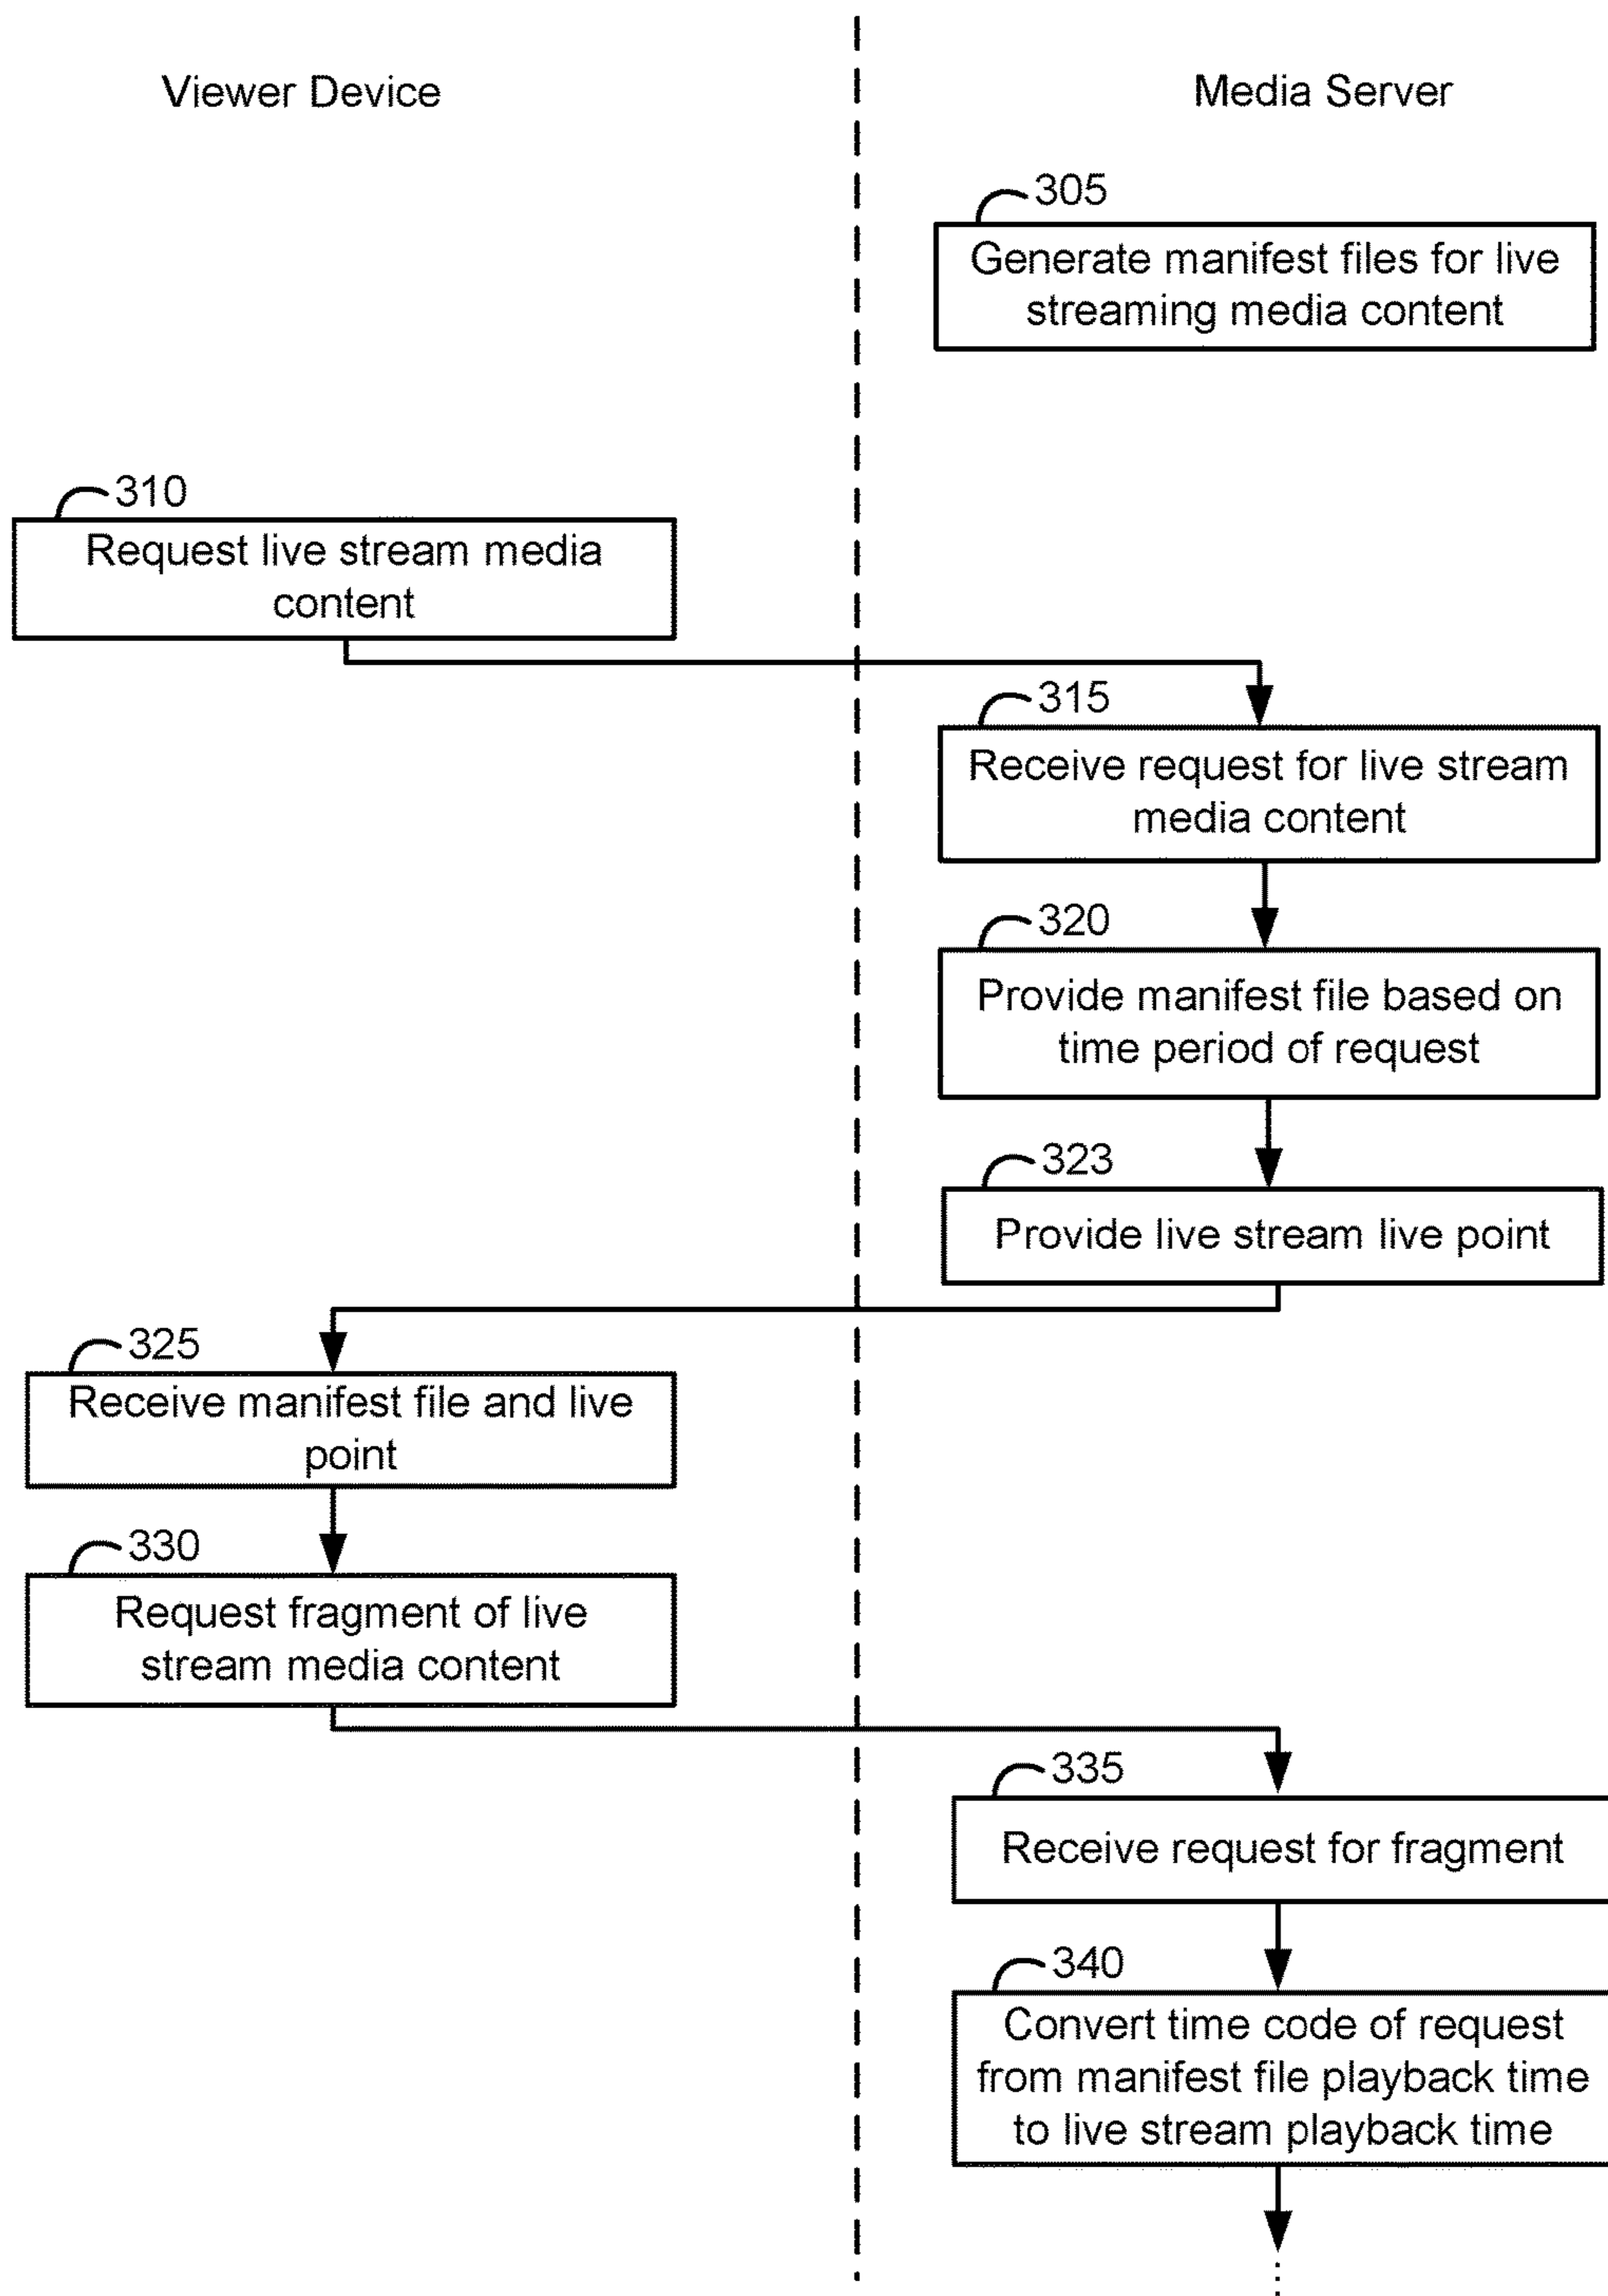 Viewer Device
Media Server
305
Generate manifest files for live
streaming media content
310
Request live stream media
content
315
Receive request for live stream
media content
320
Provide manifest file based on
time period of request
323
Provide live stream live point
325
Receive manifest file and live
point
330
Request fragment of live
stream media content
335
Receive request for fragment
340
Convert time code of request
from manifest file playback time
to live stream playback time